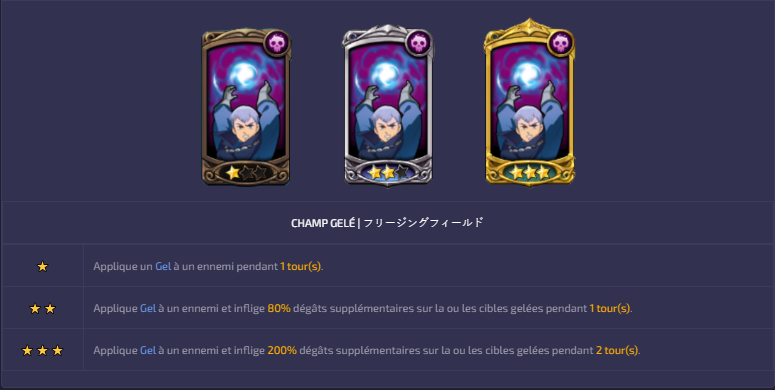 CHAMP GELÉ | フリージングフィールド
Applique un Gel à un ennemi pendant 1 tour(s).
Applique Gel à un ennemi et inflige 80% dégâts supplémentaires sur la ou les cibles gelées pendant 1 tour(s).
Applique Gel à un ennemi et inflige 200% dégâts supplémentaires sur la ou les cibles gelées pendant 2 tour(s).